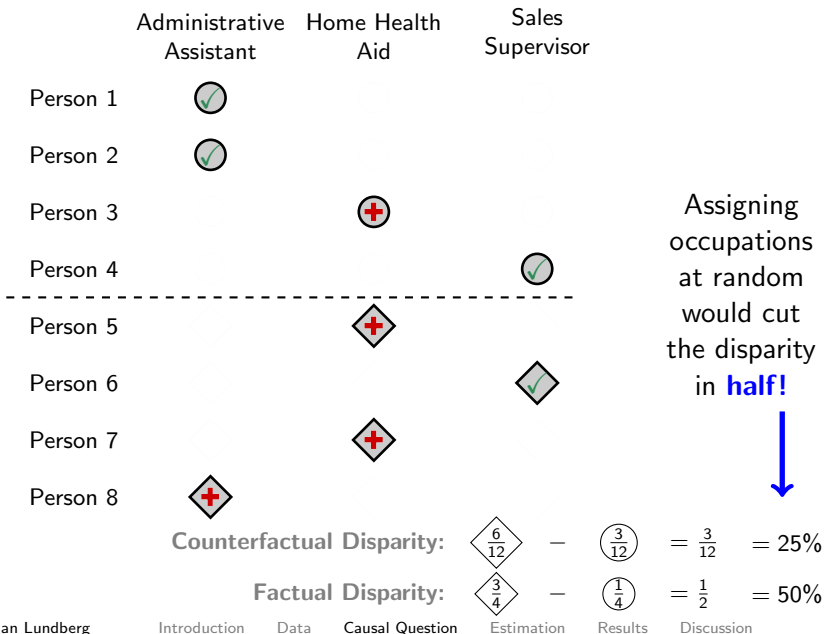 Administrative Assistant
Home Health Aid
Sales Supervisor
Person 1
Person 2
Person 3
Person 4
Person 5
Person 6
Person 7
Person 8
Assigning
occupations
at random
would cut
the disparity
in half!
Counterfactual Disparity: 6/12 − 3/12 = 3/12 = 25%
Factual Disparity: 3/4 − 1/4 = 1/2 = 50%
an Lundberg Introduction Data Causal Question Estimation Results Discussion